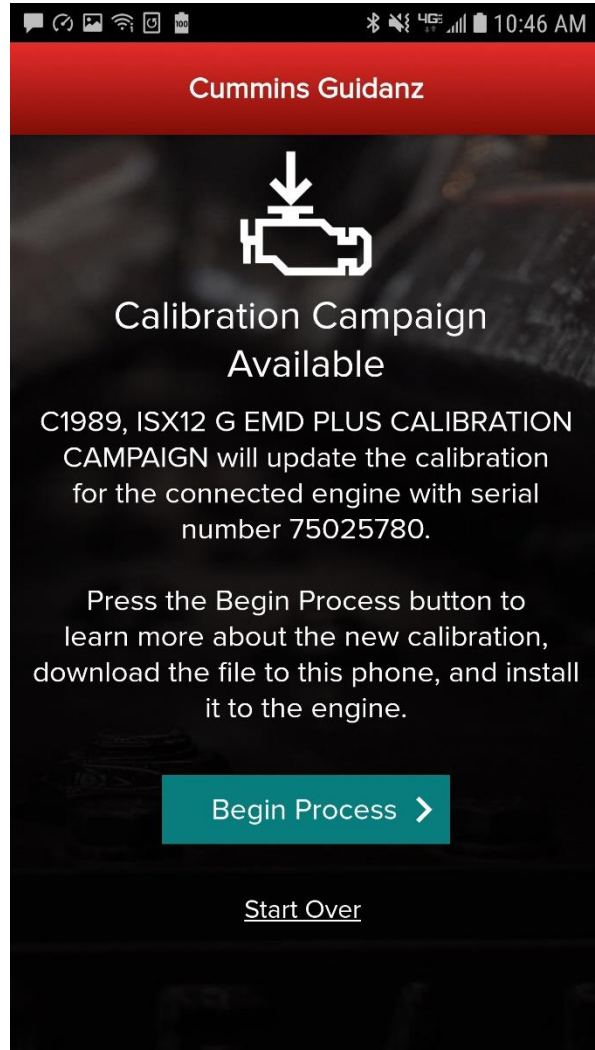 100 4G 10:46 AM
Cummins Guidanz
Calibration Campaign
Available
C1989, ISX12 G EMD PLUS CALIBRATION
CAMPAIGN will update the calibration
for the connected engine with serial
number 75025780.
Press the Begin Process button to
learn more about the new calibration,
download the file to this phone, and install
it to the engine.
Begin Process
Start Over